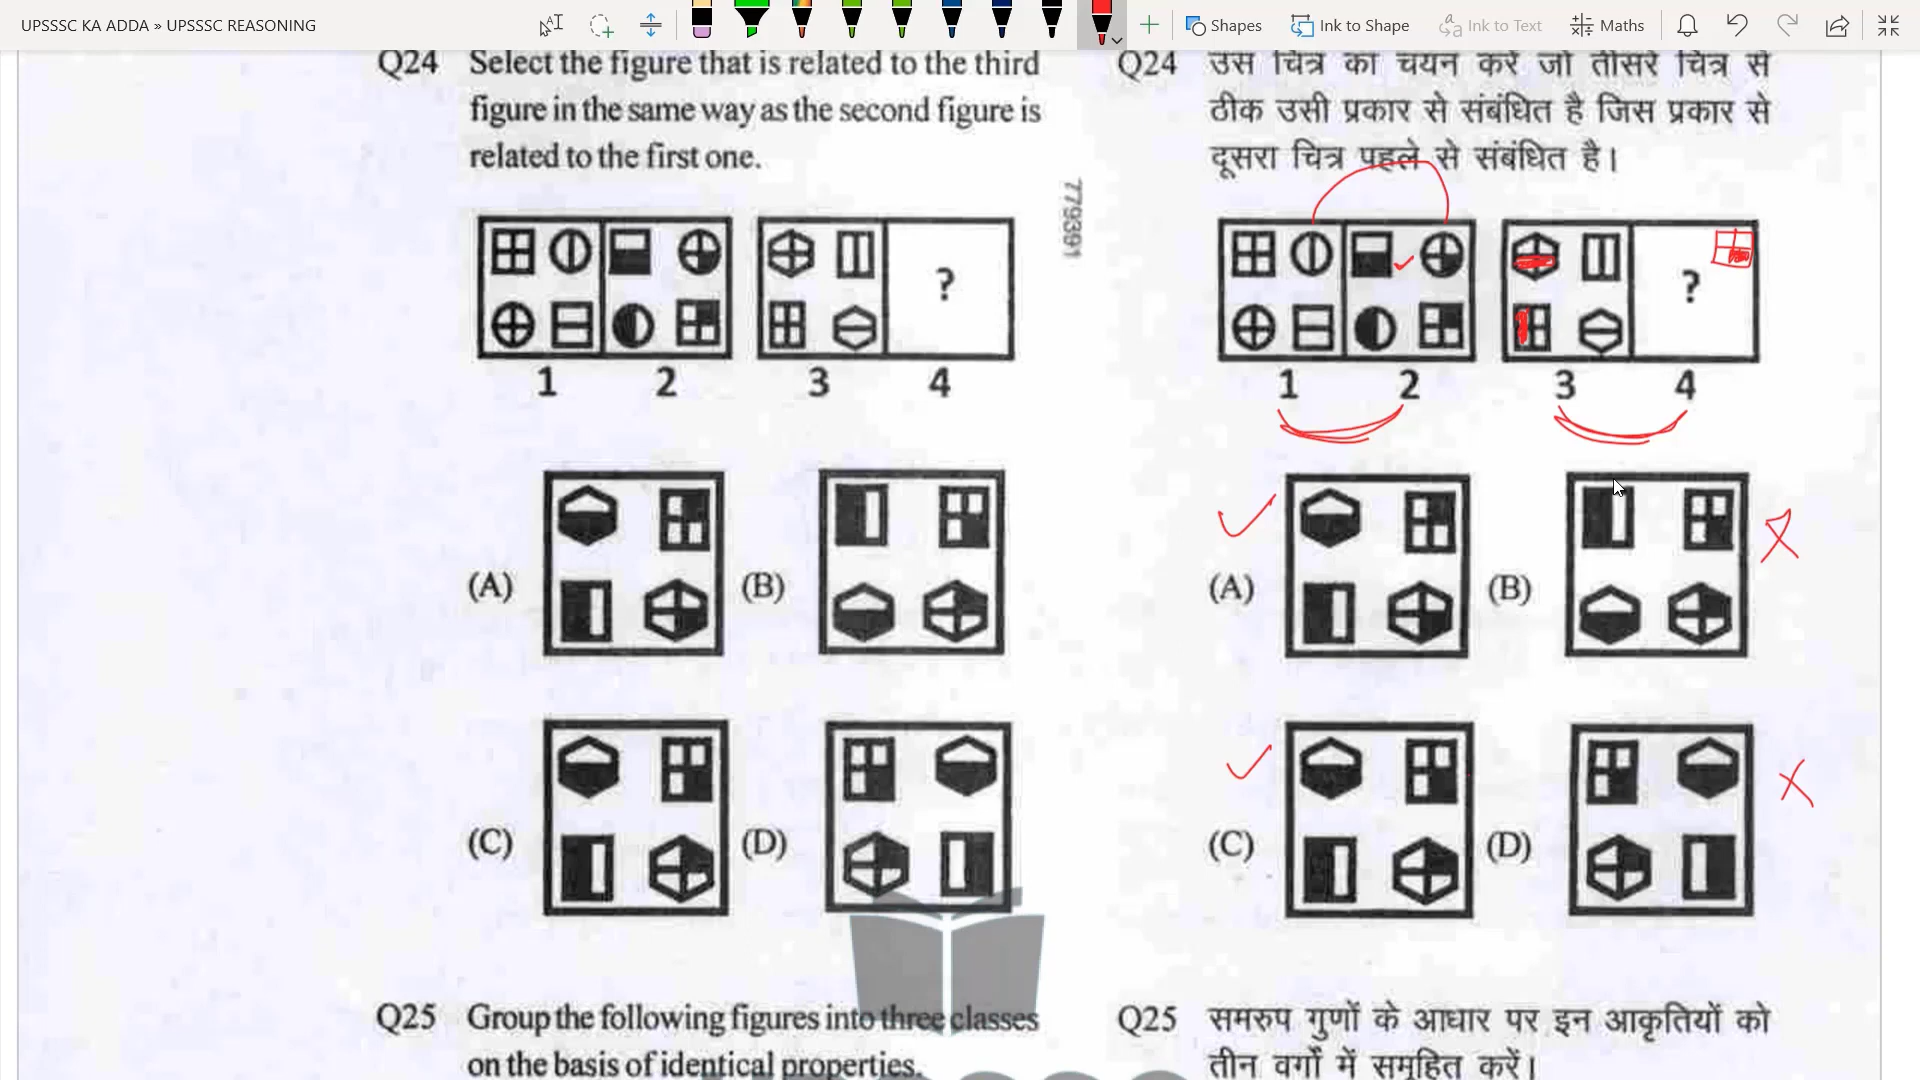 UPSSSC KA ADDA » UPSSSC REASONING
Shapes
Ink to Shape
Ink to Text
Maths
Q24 Select the figure that is related to the third
figure in the same way as the second figure is
related to the first one.
?
1 2 3 4
(A) (B)
(C) (D)
Q25 Group the following figures into three classes
on the basis of identical properties.
779391
Q24 उस चित्र का चयन करें जो तीसरे चित्र से
ठीक उसी प्रकार से संबंधित है जिस प्रकार से
दूसरा चित्र पहले से संबंधित है।
?
1 2 3 4
(A) (B)
(C) (D)
Q25 समरुप गुणों के आधार पर इन आकृतियों को
तीन वर्गों में समूहित करें।